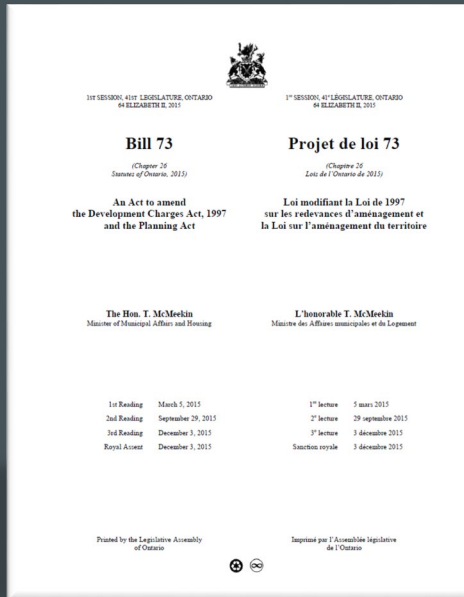 1ST SESSION, 41ST LEGISLATURE, ONTARIO
64 ELIZABETH II, 2015
Bill 73
(Chapter 26
Statutes of Ontario, 2015)
An Act to amend
the Development Charges Act, 1997
and the Planning Act
The Hon. T. McMeekin
Minister of Municipal Affairs and Housing
1st Reading March 5, 2015
2nd Reading September 29, 2015
3rd Reading December 3, 2015
Royal Assent December 3, 2015
Printed by the Legislative Assembly
of Ontario
1re SESSION, 41e LÉGISLATURE, ONTARIO
64 ELIZABETH II, 2015
Projet de loi 73
(Chapitre 26
Lois de l'Ontario de 2015)
Loi modifiant la Loi de 1997
sur les redevances d'aménagement et
la Loi sur l'aménagement du territoire
L'honorable T. McMeekin
Ministre des Affaires municipales et du Logement
1re lecture 5 mars 2015
2e lecture 29 septembre 2015
3e lecture 3 décembre 2015
Sanction royale 3 décembre 2015
Imprimé par l'Assemblée législative
de l'Ontario